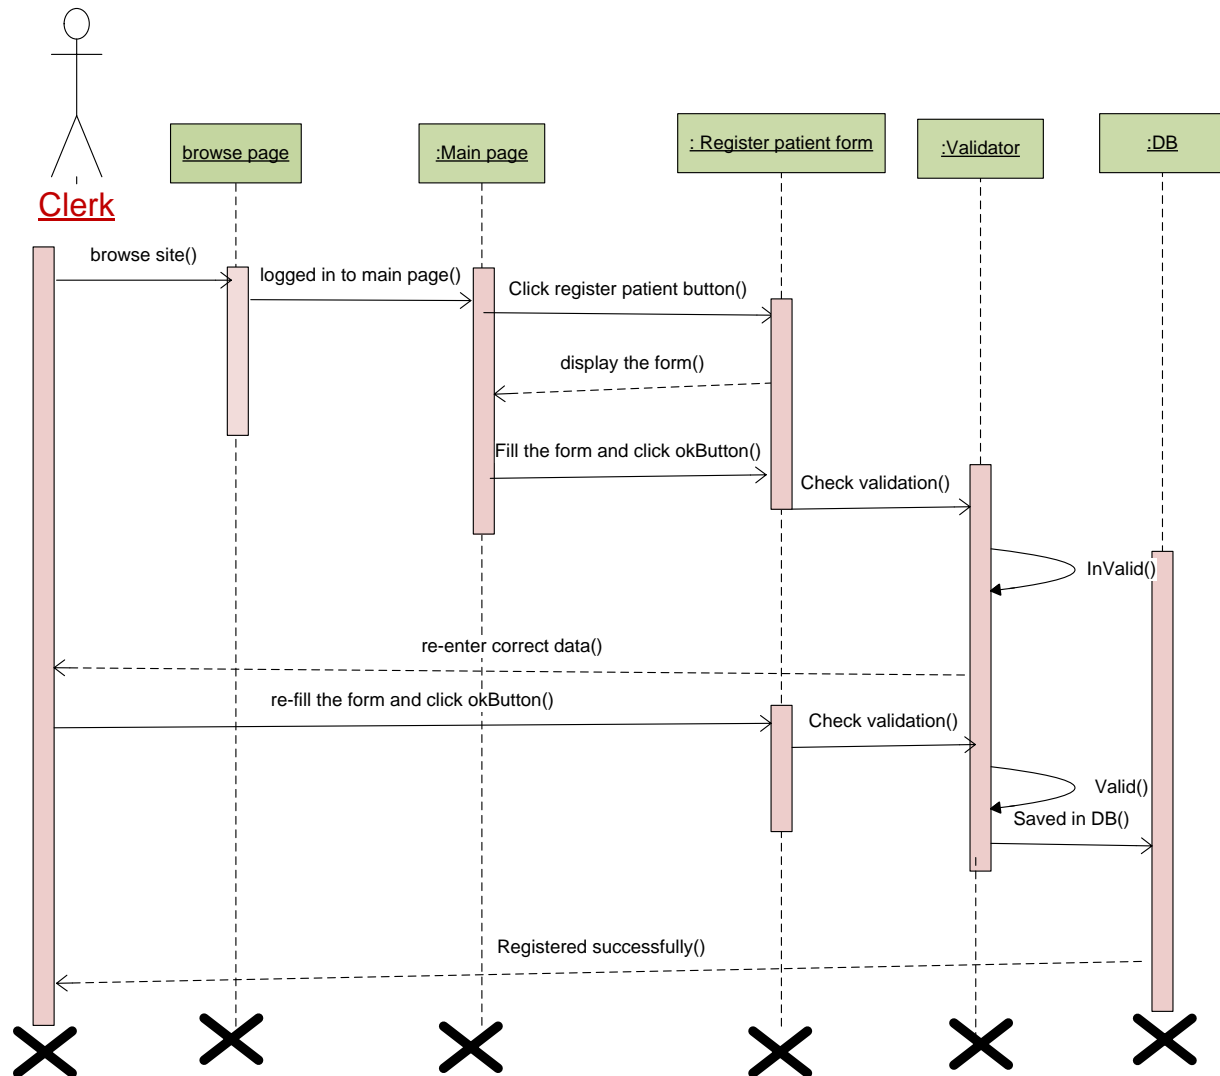 browse page
:Main page
: Register patient form
:Validator
:DB
Clerk
browse site()
logged in to main page()
Click register patient button()
display the form()
Fill the form and click okButton()
Check validation()
InValid()
re-enter correct data()
re-fill the form and click okButton()
Check validation()
Valid()
Saved in DB()
Registered successfully()